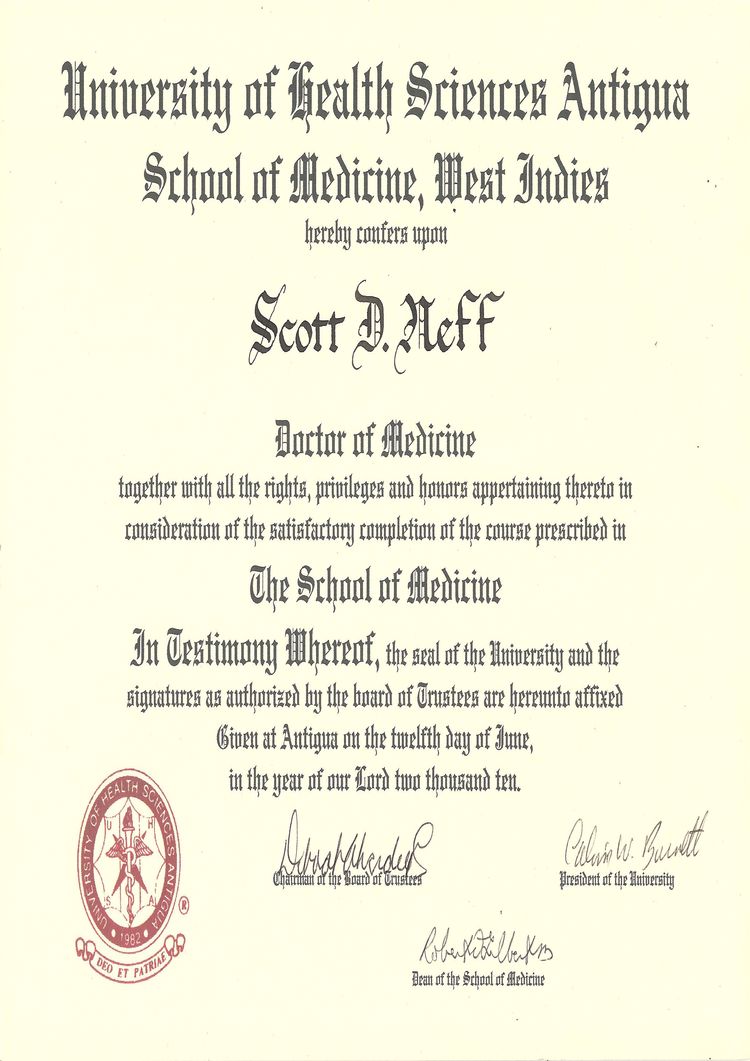 University of Health Sciences Antigua
School of Medicine, West Indies
hereby confers upon
Scott D. Neff
Doctor of Medicine
together with all the rights, privileges and honors appertaining thereto in
consideration of the satisfactory completion of the course prescribed in
The School of Medicine
In Testimony Whereof, the seal of the University and the
signatures as authorized by the board of Trustees are hereunto affixed
Given at Antigua on the twelfth day of June,
in the year of our Lord two thousand ten.
Chairman of the Board of Trustees
Calvin W. Burnett
President of the University
Dean of the School of Medicine
UNIVERSITY OF HEALTH SCIENCES ANTIGUA
U H
S A
• 1982 •
®
DEO ET PATRIAE